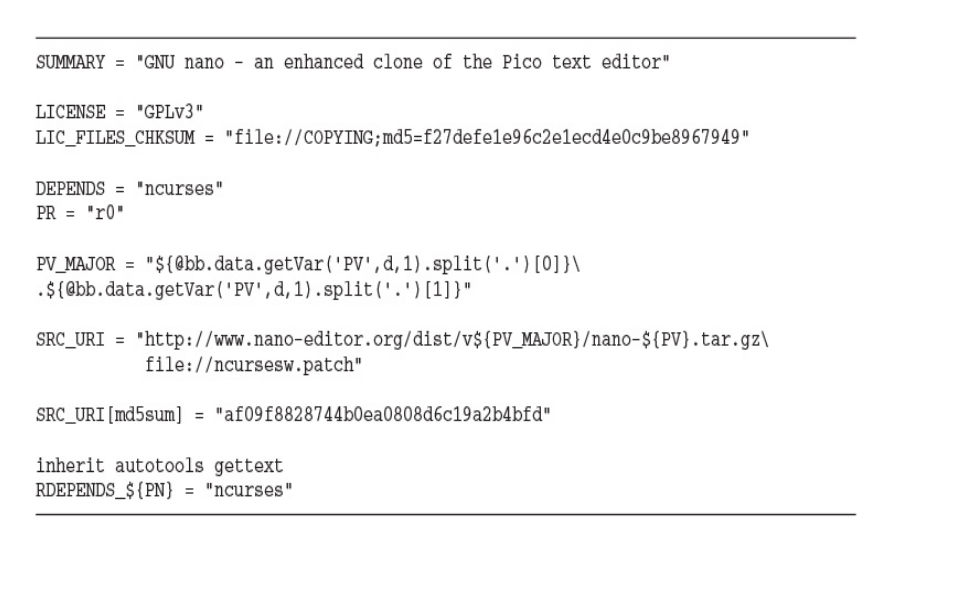 SUMMARY = "GNU nano - an enhanced clone of the Pico text editor"
LICENSE = "GPLv3"
LIC_FILES_CHKSUM = "file://COPYING;md5=f27defe1e96c2e1ecd4e0c9be8967949"
DEPENDS = "ncurses"
PR = "r0"
PV_MAJOR = "${@bb.data.getVar('PV',d,1).split('.')[0]}\
.${@bb.data.getVar('PV',d,1).split('.')[1]}"
SRC_URI = "http://www.nano-editor.org/dist/v${PV_MAJOR}/nano-${PV}.tar.gz\
file://ncursesw.patch"
SRC_URI[md5sum] = "af09f8828744b0ea0808d6c19a2b4bfd"
inherit autotools gettext
RDEPENDS_${PN} = "ncurses"